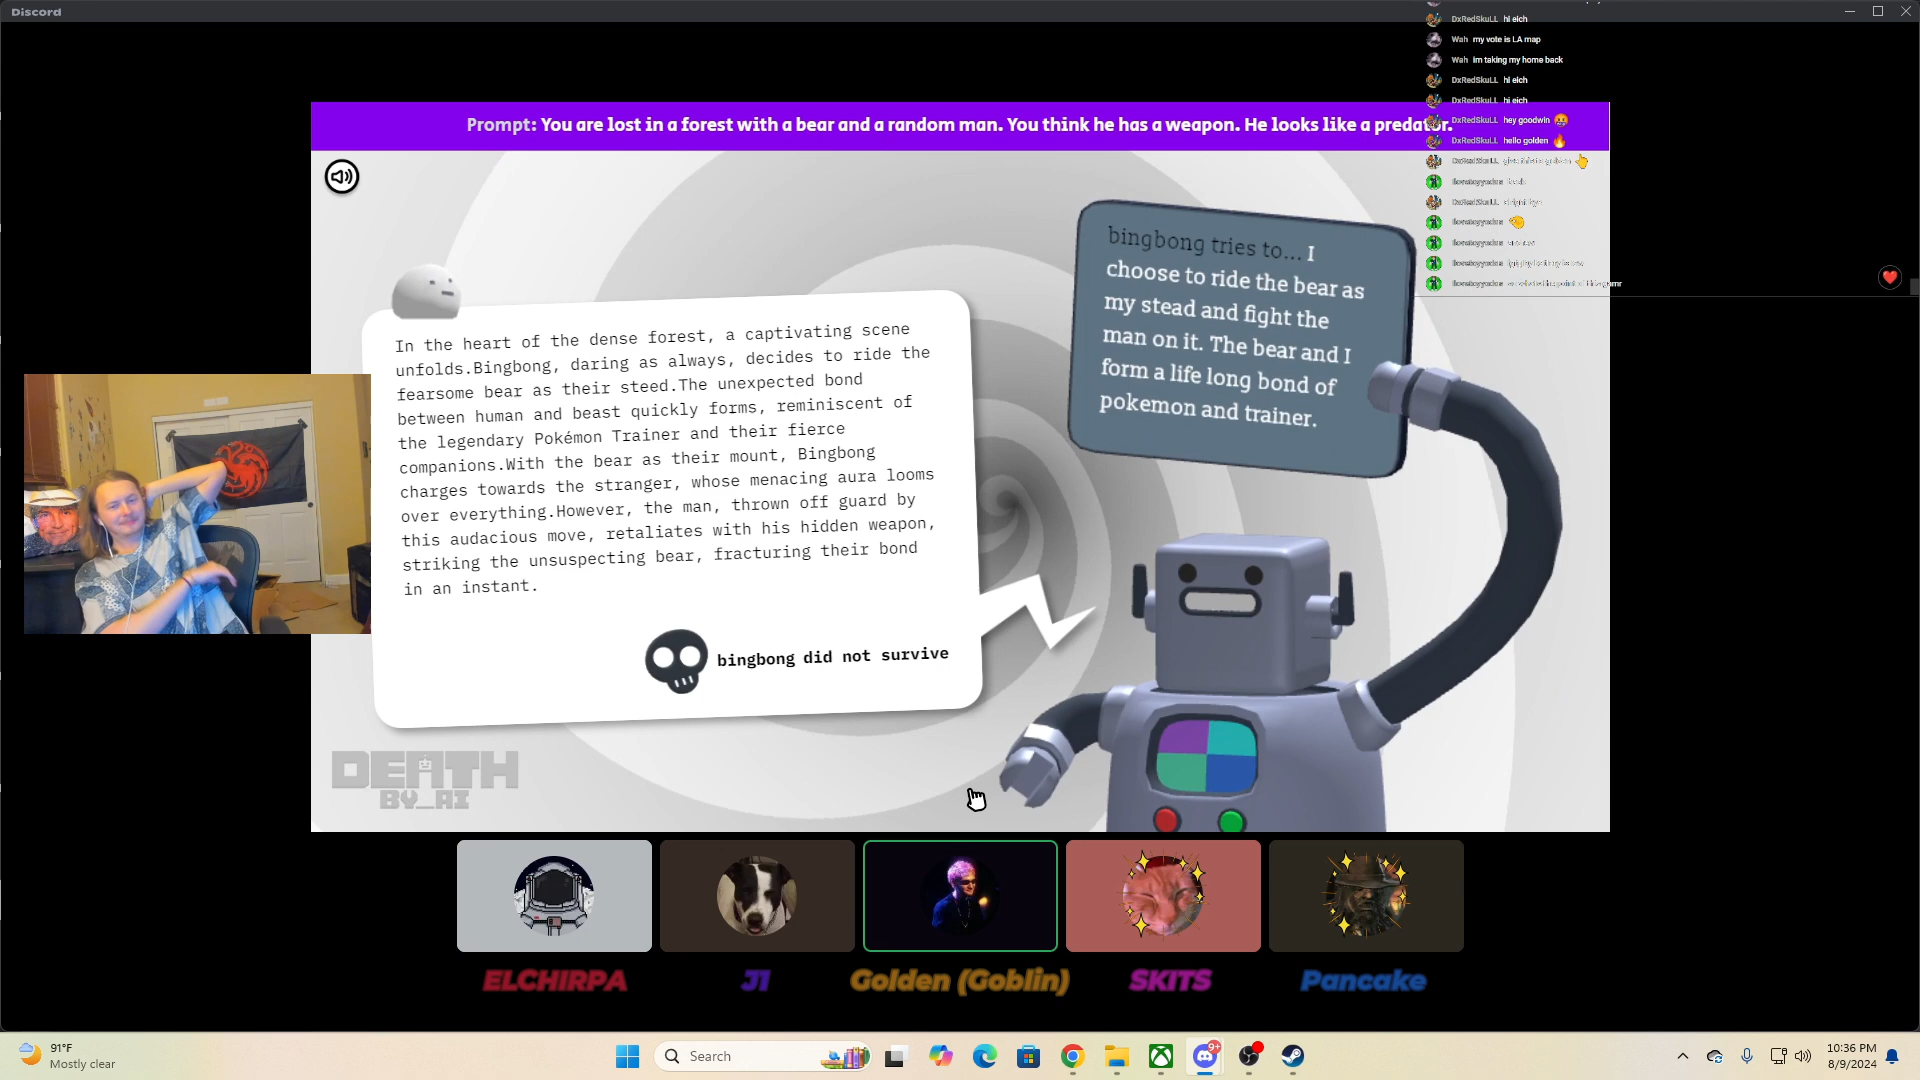 Discord
DxRedSkuLL hi eich
Wah my vote is LA map
Wah im taking my home back
DxRedSkuLL hi eich
DxRedSkuLL hi eich
DxRedSkuLL hey goodwin
DxRedSkuLL hello golden
DxRedSkuLL
DxRedSkuLL
Prompt: You are lost in a forest with a bear and a random man. You think he has a weapon. He looks like a predator.
bingbong tries to... I
choose to ride the bear as
my stead and fight the
man on it. The bear and I
form a life long bond of
pokemon and trainer.
In the heart of the dense forest, a captivating scene
unfolds.Bingbong, daring as always, decides to ride the
fearsome bear as their steed.The unexpected bond
between human and beast quickly forms, reminiscent of
the legendary Pokémon Trainer and their fierce
companions.With the bear as their mount, Bingbong
charges towards the stranger, whose menacing aura looms
over everything.However, the man, thrown off guard by
this audacious move, retaliates with his hidden weapon,
striking the unsuspecting bear, fracturing their bond
in an instant.
bingbong did not survive
DEATH
BY_AI
ELCHIRPA
J1
Golden (Goblin)
SKITS
Pancake
91°F
Mostly clear
Search
9+
10:36 PM
8/9/2024